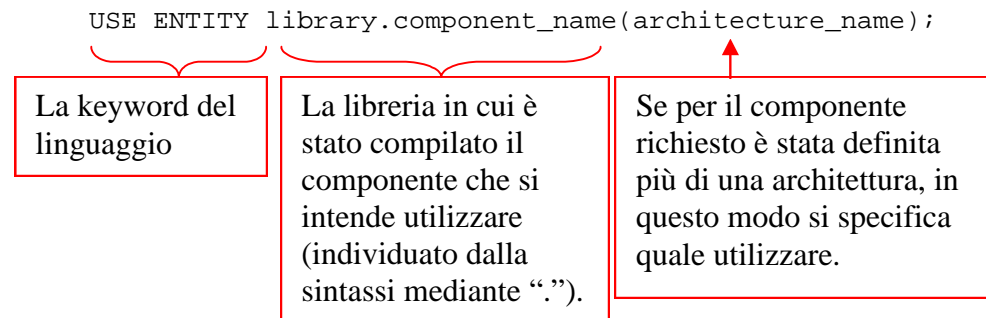 USE ENTITY library.component_name(architecture_name);
La keyword del
linguaggio
La libreria in cui è
stato compilato il
componente che si
intende utilizzare
(individuato dalla
sintassi mediante “.”).
Se per il componente
richiesto è stata definita
più di una architettura, in
questo modo si specifica
quale utilizzare.